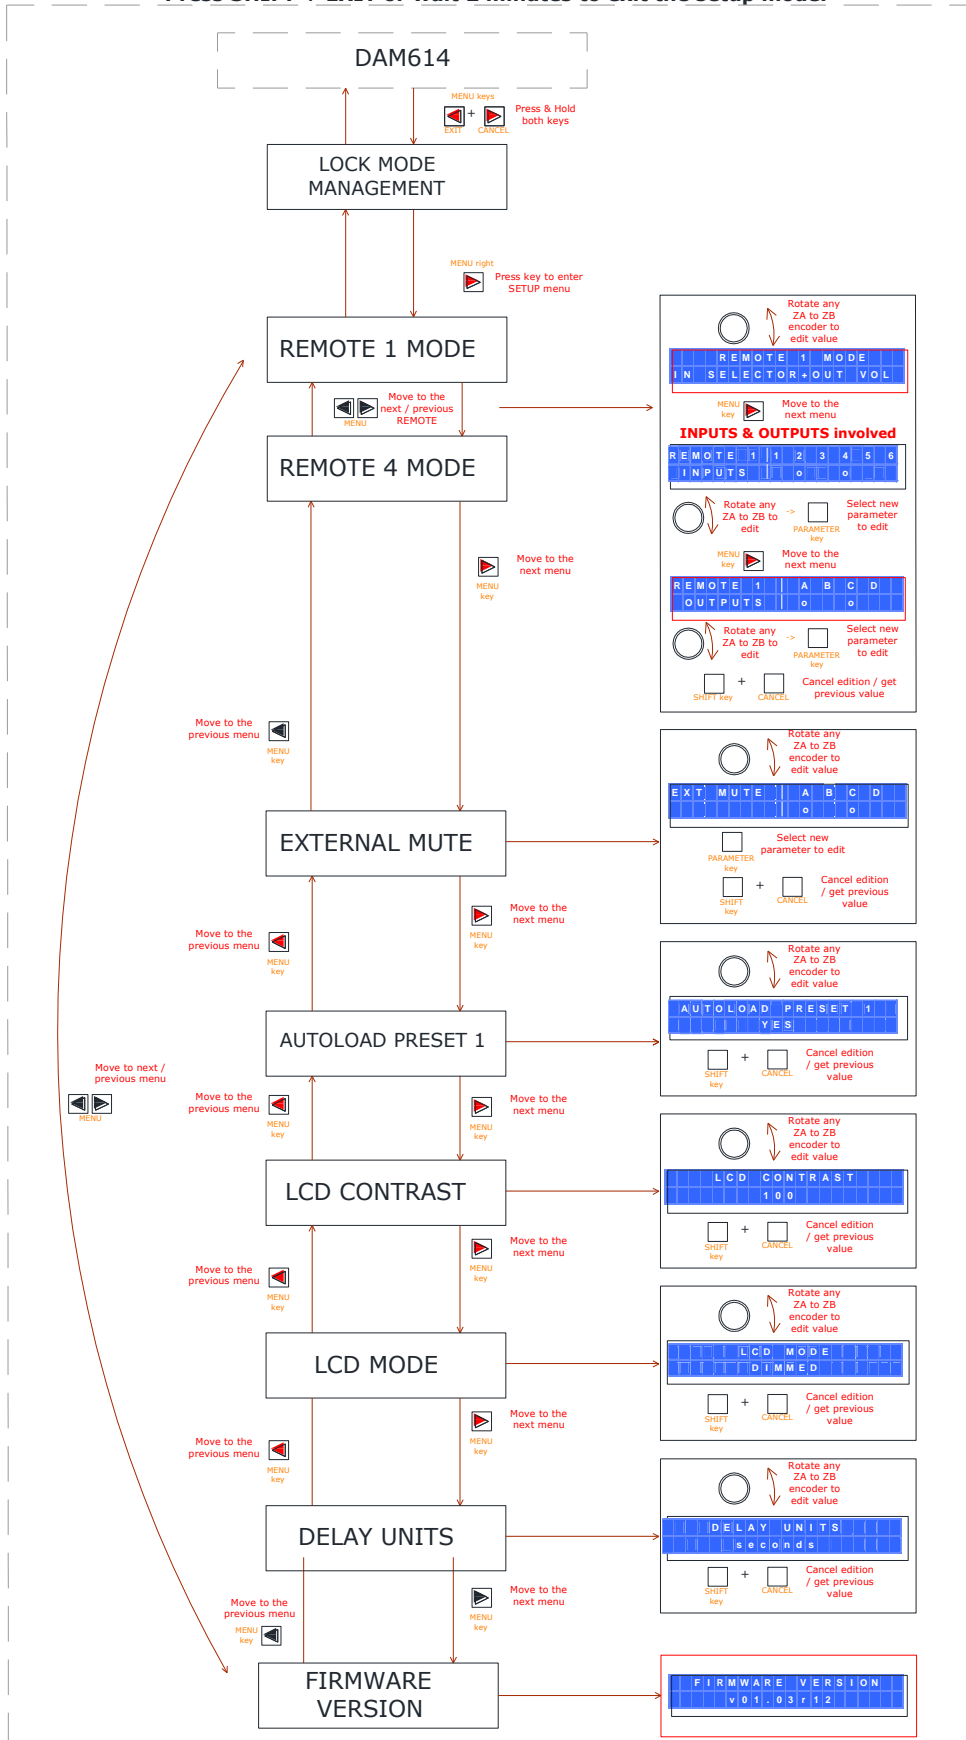 Press SHIFT + EXIT or wait 2 minutes to exit the setup mode.
DAM614
MENU keys
+
EXIT
CANCEL
Press & Hold
both keys
LOCK MODE
MANAGEMENT
MENU right
Press key to enter
SETUP menu
REMOTE 1 MODE
Move to the
next / previous
REMOTE
MENU
REMOTE 4 MODE
Rotate any
ZA to ZB
encoder to
edit value
REMOTE 1 MODE
IN SELECTOR+OUT VOL
MENU
key
Move to the
next menu
INPUTS & OUTPUTS involved
REMOTE 1 | 1 2 3 4 5 6
INPUTS | o o
Rotate any
ZA to ZB to
edit
->
PARAMETER
key
Select new
parameter
to edit
MENU
key
Move to the
next menu
REMOTE 1 | A B C D
OUTPUTS | o o
Rotate any
ZA to ZB to
edit
->
PARAMETER
key
Select new
parameter
to edit
SHIFT key
+
CANCEL
Cancel edition / get
previous value
Move to the
next menu
MENU
key
Move to the
previous menu
MENU
key
EXTERNAL MUTE
Rotate any
ZA to ZB
encoder to
edit value
EXT MUTE | A B C D
o o
PARAMETER
key
Select new
parameter to edit
SHIFT
key
+
CANCEL
Cancel edition
/ get previous
value
Move to the
next menu
MENU
key
Move to the
previous menu
MENU
key
AUTOLOAD PRESET 1
Rotate any
ZA to ZB
encoder to
edit value
AUTOLOAD PRESET 1
YES
SHIFT
key
+
CANCEL
Cancel edition
/ get previous
value
Move to next /
previous menu
MENU
Move to the
previous menu
MENU
key
Move to the
next menu
MENU
key
LCD CONTRAST
Rotate any
ZA to ZB
encoder to
edit value
LCD CONTRAST
100
SHIFT
key
+
CANCEL
Cancel edition
/ get previous
value
Move to the
previous menu
MENU
key
Move to the
next menu
MENU
key
LCD MODE
Rotate any
ZA to ZB
encoder to
edit value
LCD MODE
DIMMED
SHIFT
key
+
CANCEL
Cancel edition
/ get previous
value
Move to the
previous menu
MENU
key
Move to the
next menu
MENU
key
DELAY UNITS
Rotate any
ZA to ZB
encoder to
edit value
DELAY UNITS
seconds
SHIFT
key
+
CANCEL
Cancel edition
/ get previous
value
Move to the
previous menu
MENU
key
Move to the
next menu
MENU
key
FIRMWARE
VERSION
FIRMWARE VERSION
v01.03r12